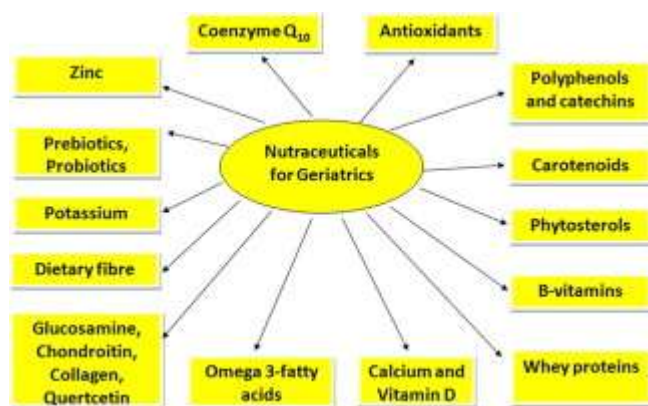 Coenzyme Q10
Antioxidants
Zinc
Polyphenols
and catechins
Prebiotics,
Probiotics
Nutraceuticals
for Geriatrics
Carotenoids
Potassium
Phytosterols
Dietary fibre
B-vitamins
Glucosamine,
Chondroitin,
Collagen,
Quertcetin
Omega 3-fatty
acids
Calcium and
Vitamin D
Whey proteins